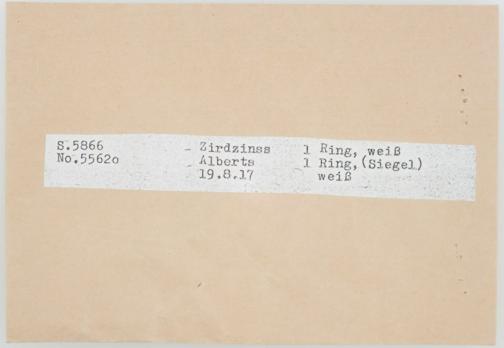 S.5866 - Zirdzinss 1 Ring, weiß
No.55620 - Alberts 1 Ring, (Siegel)
19.8.17 weiß